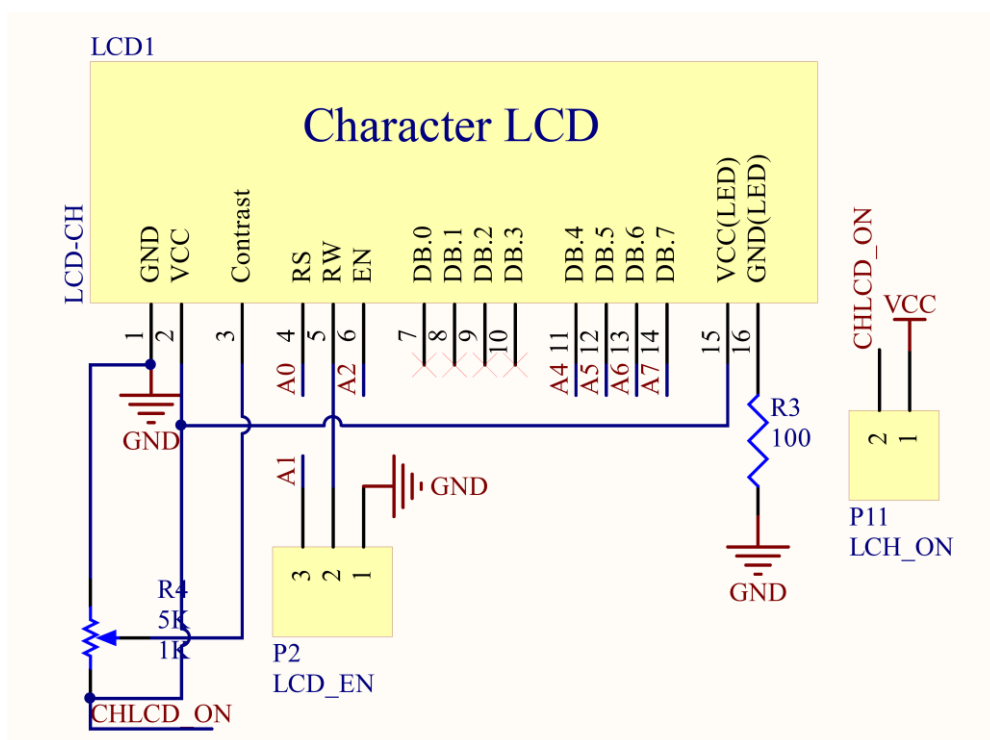 LCD1
Character LCD
LCD-CH
GND
VCC
Contrast
RS
RW
EN
DB.0
DB.1
DB.2
DB.3
DB.4
DB.5
DB.6
DB.7
VCC(LED)
GND(LED)
1
2
3
4
5
6
7
8
9
10
11
12
13
14
15
16
A0
A2
A4
A5
A6
A7
GND
A1
GND
R3
100
GND
CHLCD_ON
VCC
2
1
P11
LCH_ON
3
2
1
P2
LCD_EN
R4
5K
1K
CHLCD_ON